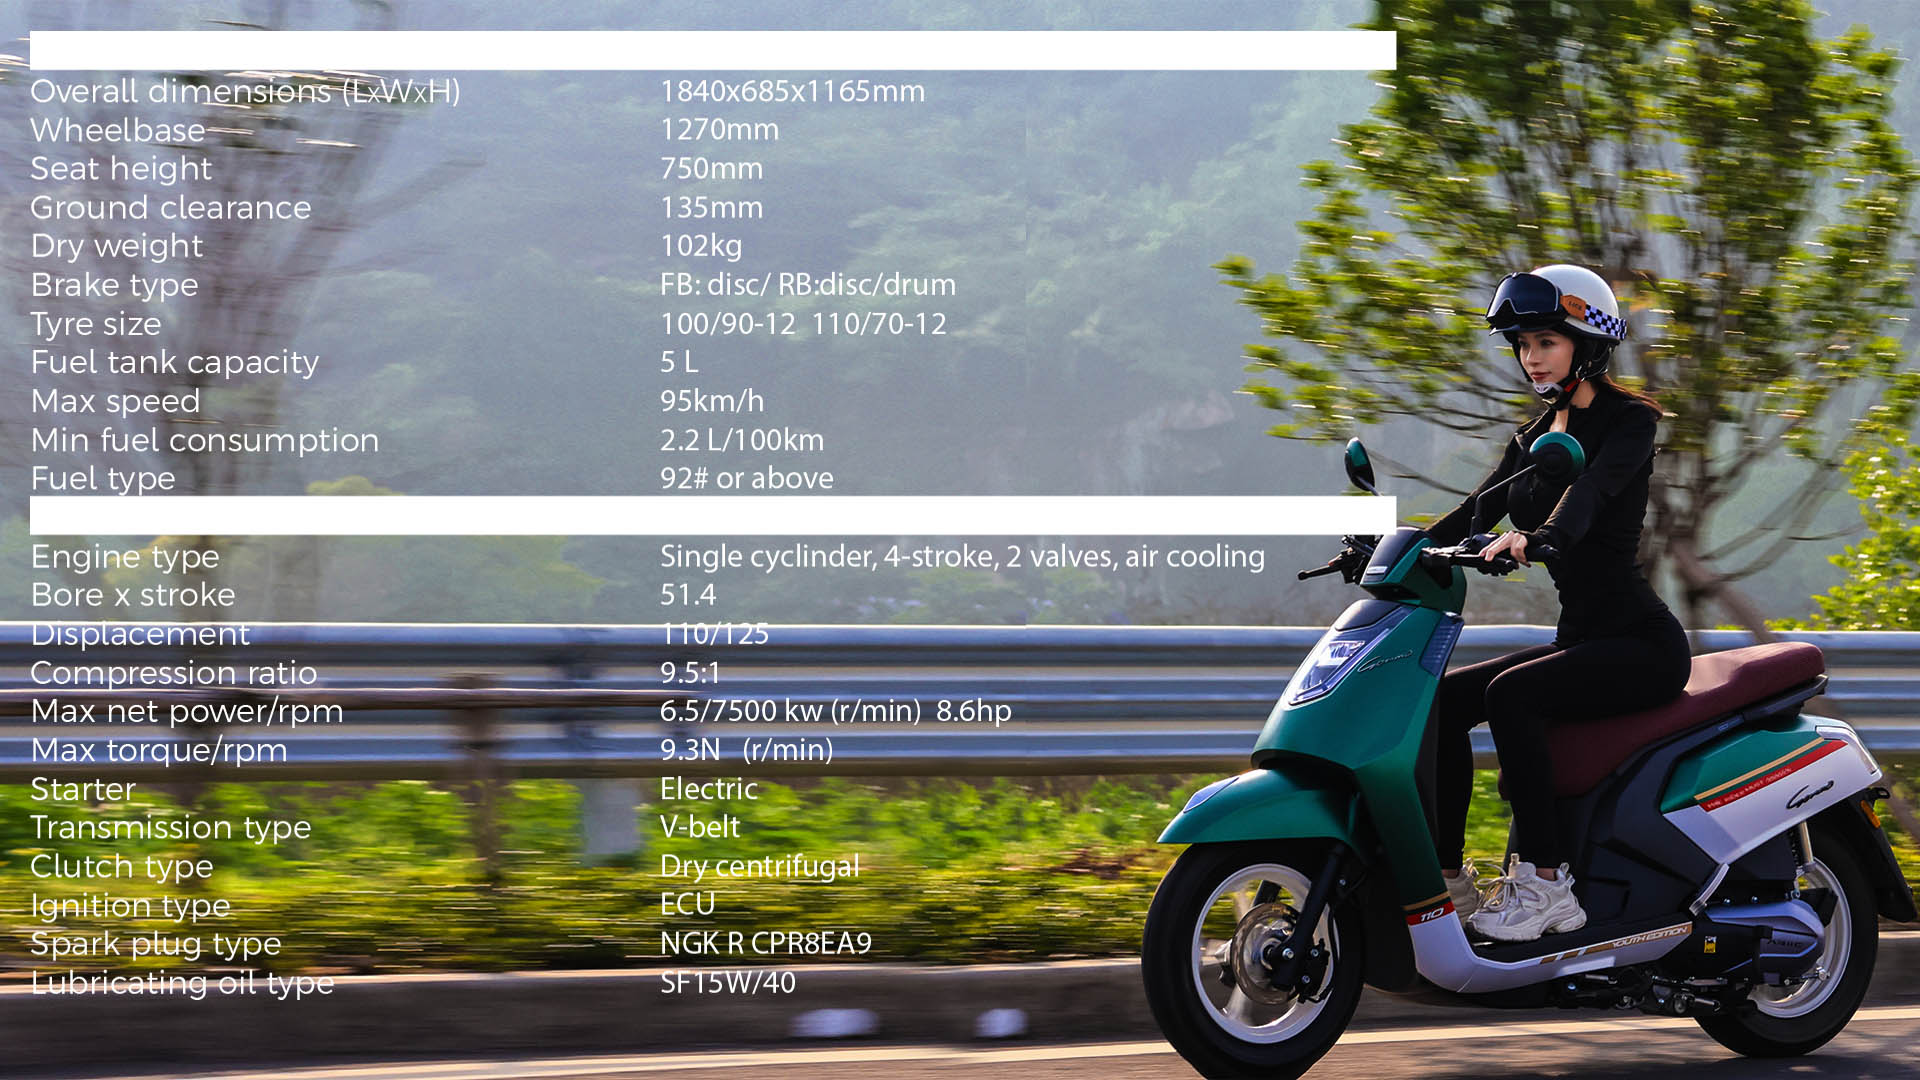 Overall dimensions (LxWxH) 1840x685x1165mm
Wheelbase 1270mm
Seat height 750mm
Ground clearance 135mm
Dry weight 102kg
Brake type FB: disc/ RB:disc/drum
Tyre size 100/90-12 110/70-12
Fuel tank capacity 5 L
Max speed 95km/h
Min fuel consumption 2.2 L/100km
Fuel type 92# or above
Engine type Single cyclinder, 4-stroke, 2 valves, air cooling
Bore x stroke 51.4
Displacement 110/125
Compression ratio 9.5:1
Max net power/rpm 6.5/7500 kw (r/min) 8.6hp
Max torque/rpm 9.3N (r/min)
Starter Electric
Transmission type V-belt
Clutch type Dry centrifugal
Ignition type ECU
Spark plug type NGK R CPR8EA9
Lubricating oil type SF15W/40
110
YOUTH EDITION